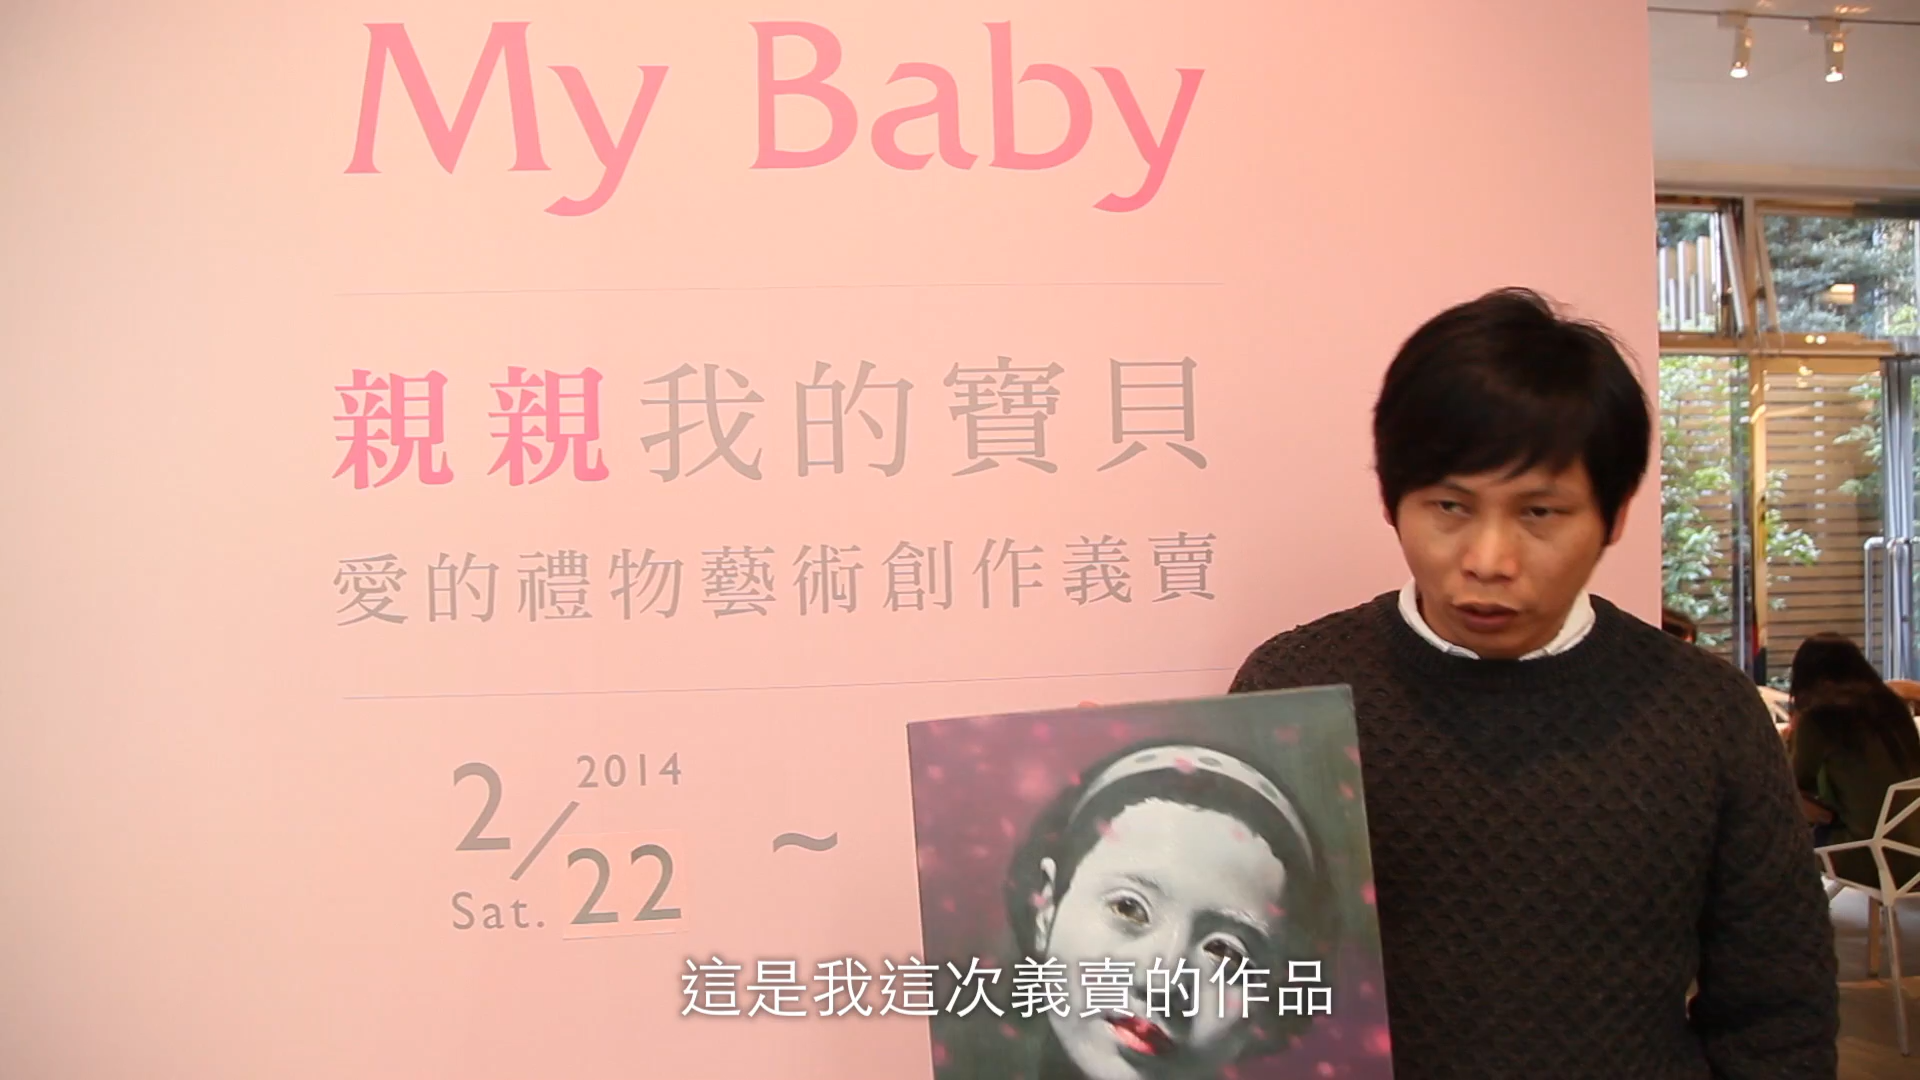 My Baby
親親我的寶貝
愛的禮物藝術創作義賣
2014
2/22
Sat.
~
這是我這次義賣的作品